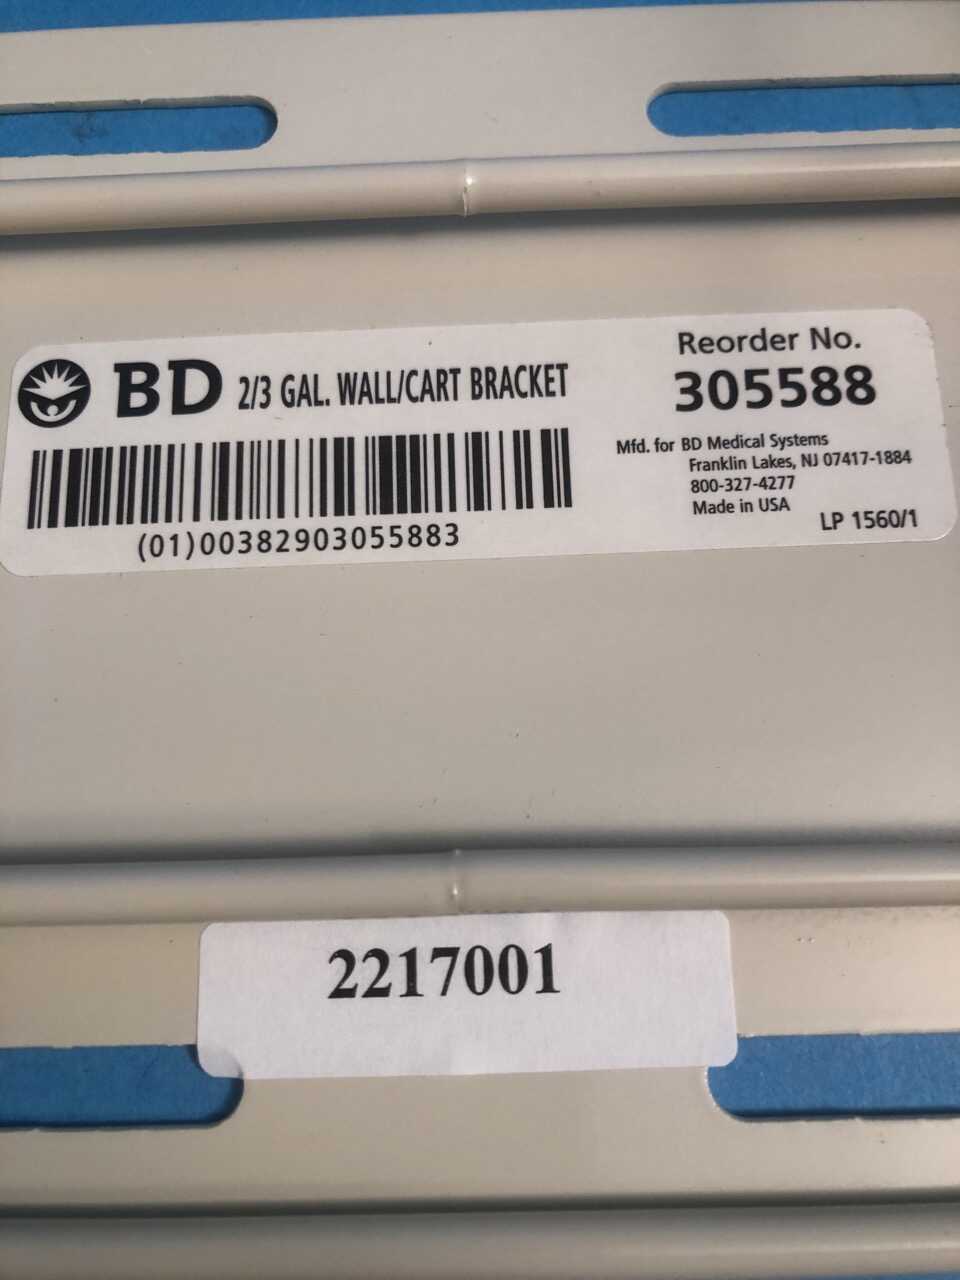 BD 2/3 GAL. WALL/CART BRACKET
(01)00382903055883
Reorder No.
305588
Mfd. for BD Medical Systems
Franklin Lakes, NJ 07417-1884
800-327-4277
Made in USA
LP 1560/1
2217001